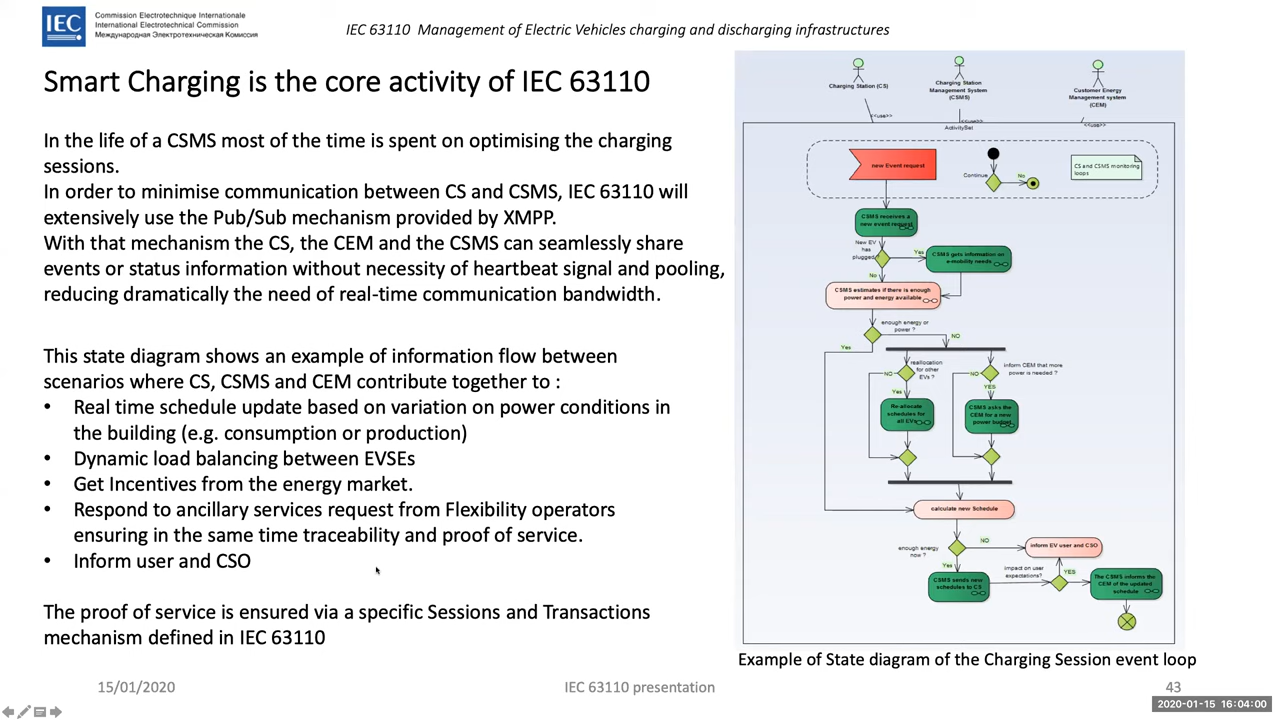 IEC
Commission Electrotechnique Internationale
International Electrotechnical Commission
Международная Электротехническая Комиссия
IEC 63110 Management of Electric Vehicles charging and discharging infrastructures
Smart Charging is the core activity of IEC 63110
In the life of a CSMS most of the time is spent on optimising the charging
sessions.
In order to minimise communication between CS and CSMS, IEC 63110 will
extensively use the Pub/Sub mechanism provided by XMPP.
With that mechanism the CS, the CEM and the CSMS can seamlessly share
events or status information without necessity of heartbeat signal and pooling,
reducing dramatically the need of real-time communication bandwidth.
This state diagram shows an example of information flow between
scenarios where CS, CSMS and CEM contribute together to :
• Real time schedule update based on variation on power conditions in
the building (e.g. consumption or production)
• Dynamic load balancing between EVSEs
• Get Incentives from the energy market.
• Respond to ancillary services request from Flexibility operators
ensuring in the same time traceability and proof of service.
• Inform user and CSO
The proof of service is ensured via a specific Sessions and Transactions
mechanism defined in IEC 63110
Charging Station (CS)
Charging Station
Management System
(CSMS)
Customer Energy
Management system
(CEM)
«use»
«use»
«use»
ActivitySet
new Event request
Continue
No
CS and CSMS monitoring
loops
CSMS receives a
new event request
New EV
has
plugged?
Yes
CSMS gets information on
e-mobility needs
No
CSMS estimates if there is enough
power and energy available
enough energy or
power ?
Yes
NO
reallocation
for other
EVs ?
inform CEM that more
power is needed ?
NO
NO
Yes
YES
Re-allocate
schedules for
all EVs
CSMS asks the
CEM for a new
power budget
calculate new Schedule
enough energy
now ?
NO
inform EV user and CSO
Yes
impact on user
expectations?
YES
CSMS sends new
schedules to CS
The CSMS informs the
CEM of the updated
schedule
Example of State diagram of the Charging Session event loop
15/01/2020
IEC 63110 presentation
43
2020-01-15 16:04:00